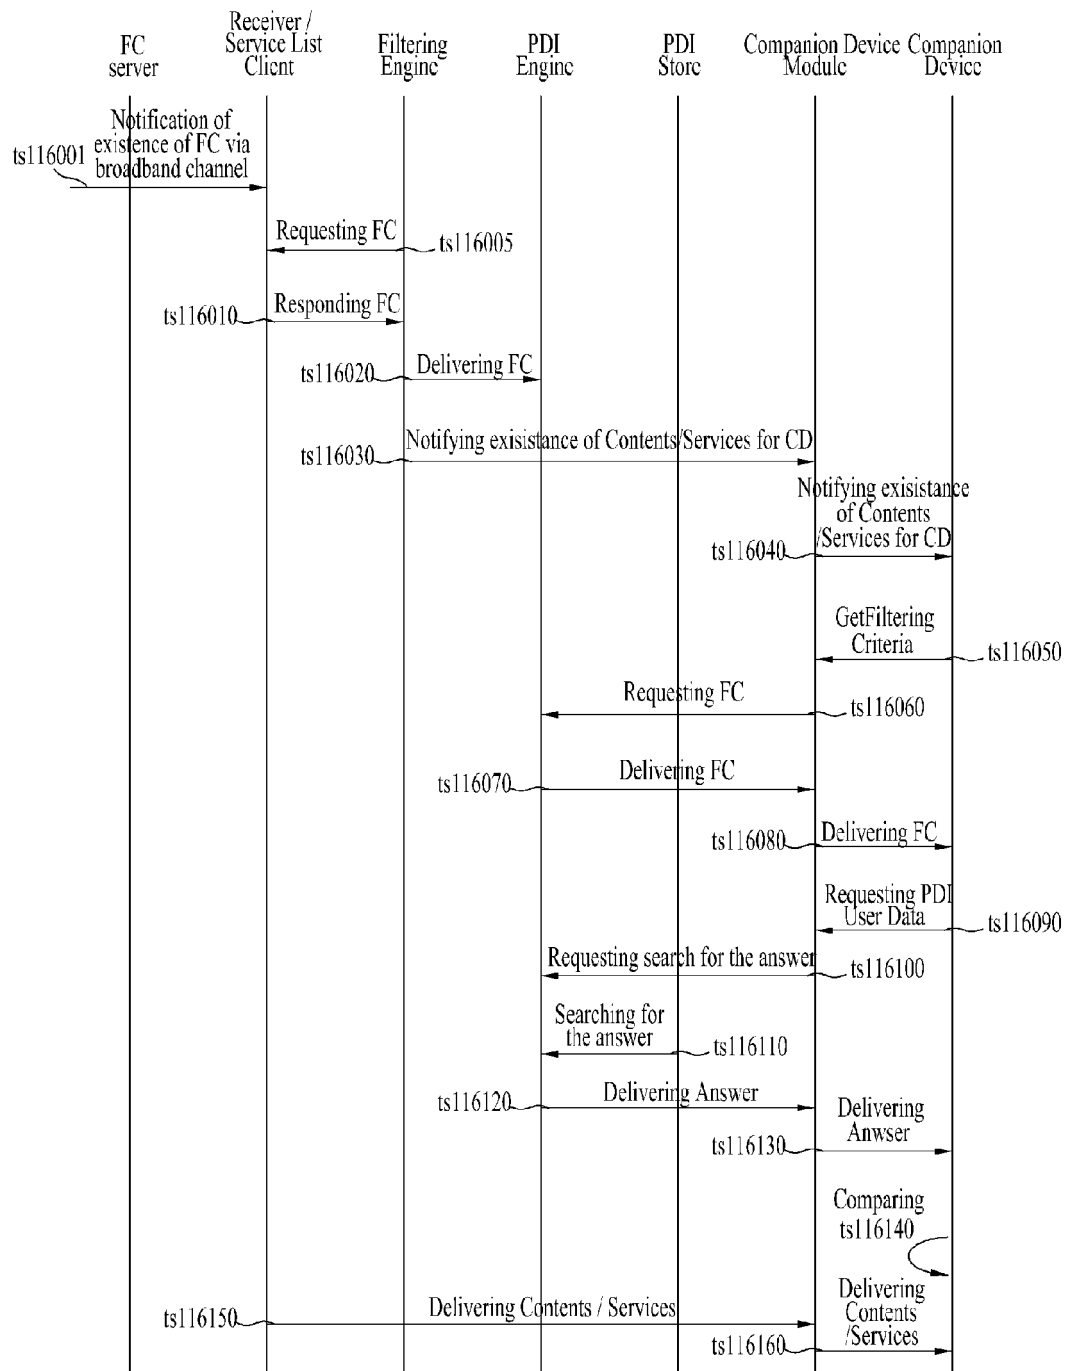 FC
server
Receiver /
Service List
Client
Filtering
Engine
PDI
Engine
PDI
Store
Companion Device
Module
Companion
Device
Notification of
existence of FC via
broadband channel
ts116001
Requesting FC
ts116005
Responding FC
ts116010
Delivering FC
ts116020
Notifying exisistance of Contents/Services for CD
ts116030
Notifying exisistance
of Contents
/Services for CD
ts116040
GetFiltering
Criteria
ts116050
Requesting FC
ts116060
Delivering FC
ts116070
Delivering FC
ts116080
Requesting PDI
User Data
ts116090
Requesting search for the answer
ts116100
Searching for
the answer
ts116110
Delivering Answer
ts116120
Delivering
Anwser
ts116130
Comparing
ts116140
Delivering Contents / Services
ts116150
Delivering
Contents
/Services
ts116160